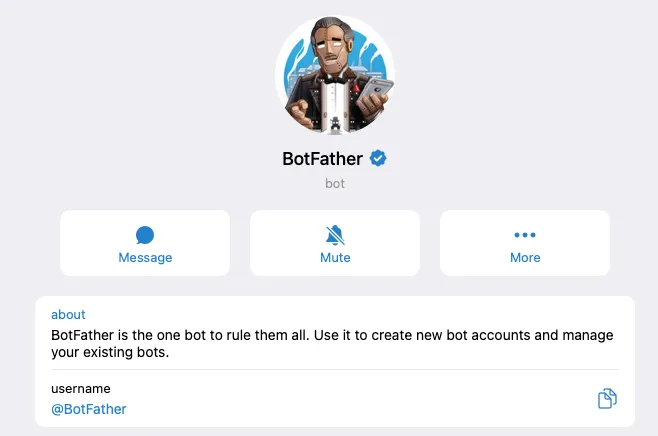 BotFather
bot
Message
Mute
More
about
BotFather is the one bot to rule them all. Use it to create new bot accounts and manage
your existing bots.
username
@BotFather